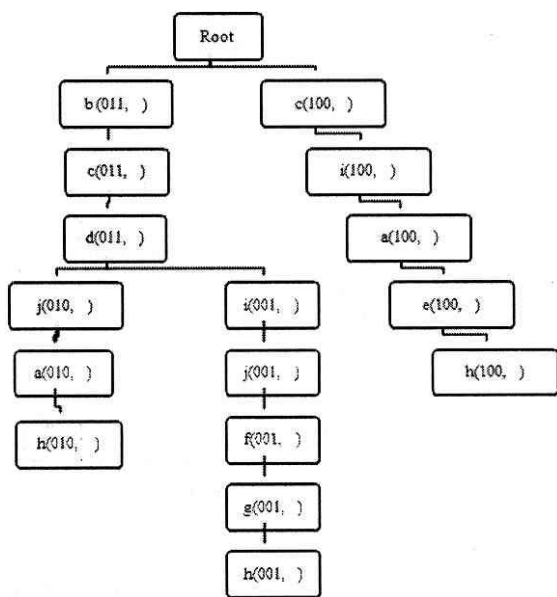 Root
b(011, ) c(100, )
c(011, ) i(100, )
d(011, ) a(100, )
j(010, ) i(001, ) e(100, )
a(010, ) j(001, ) h(100, )
h(010, ) f(001, )
g(001, )
h(001, )